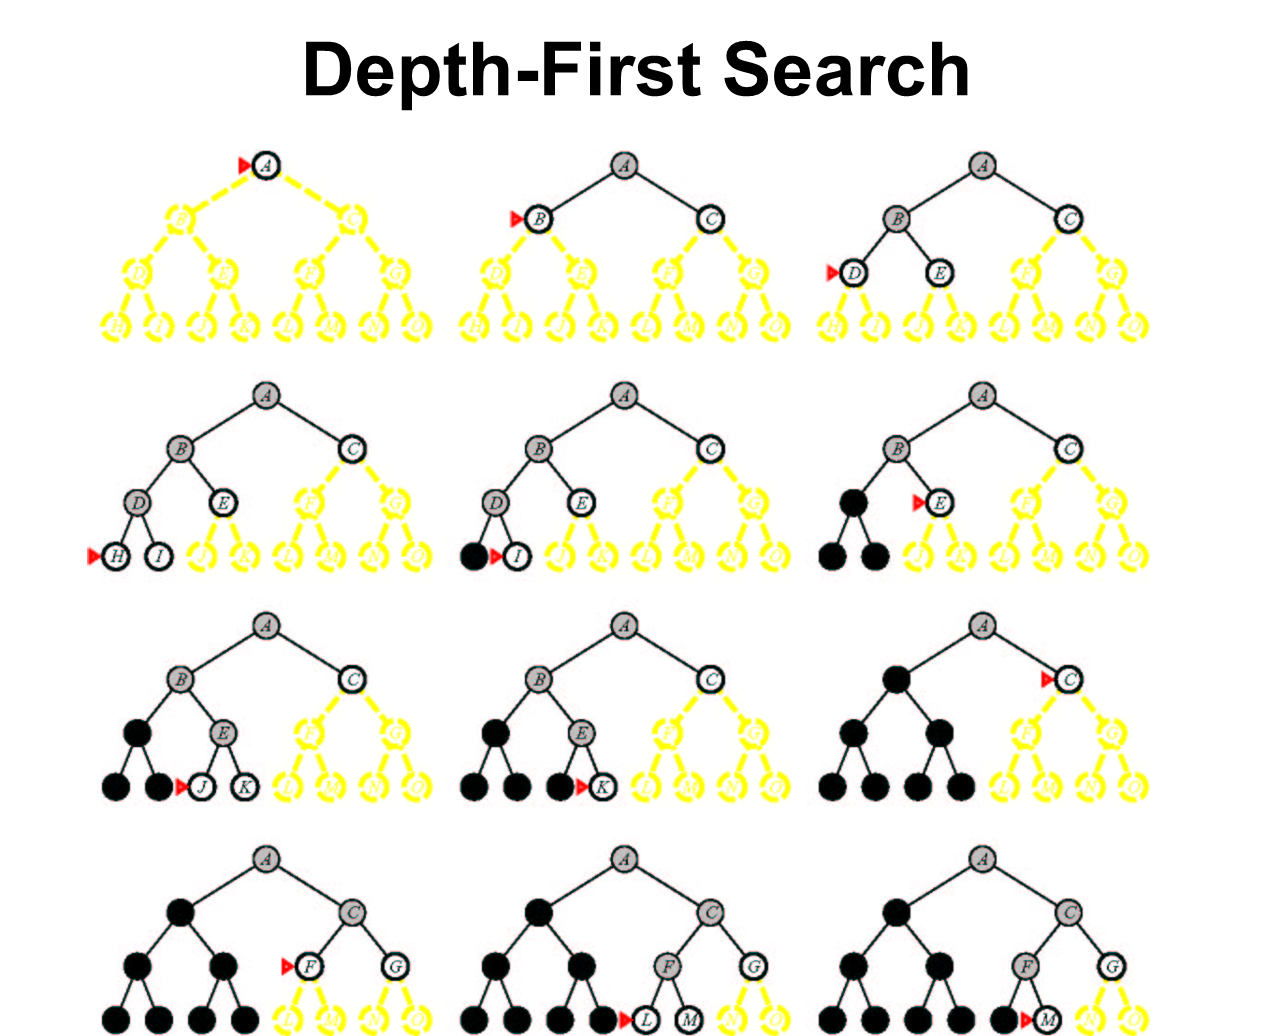 Depth-First Search
A A A
B C B C B C
D E F G D E F G D E F G
H I J K L M N O H I J K L M N O H I J K L M N O
A A A
B C B C B C
D E F G D E F G E F G
H I J K L M N O I J K L M N O J K L M N O
A A A
B C B C C
E F G E F G F G
J K L M N O K L M N O L M N O
A A A
C C C
F G F G F G
L M N O L M N O M N O